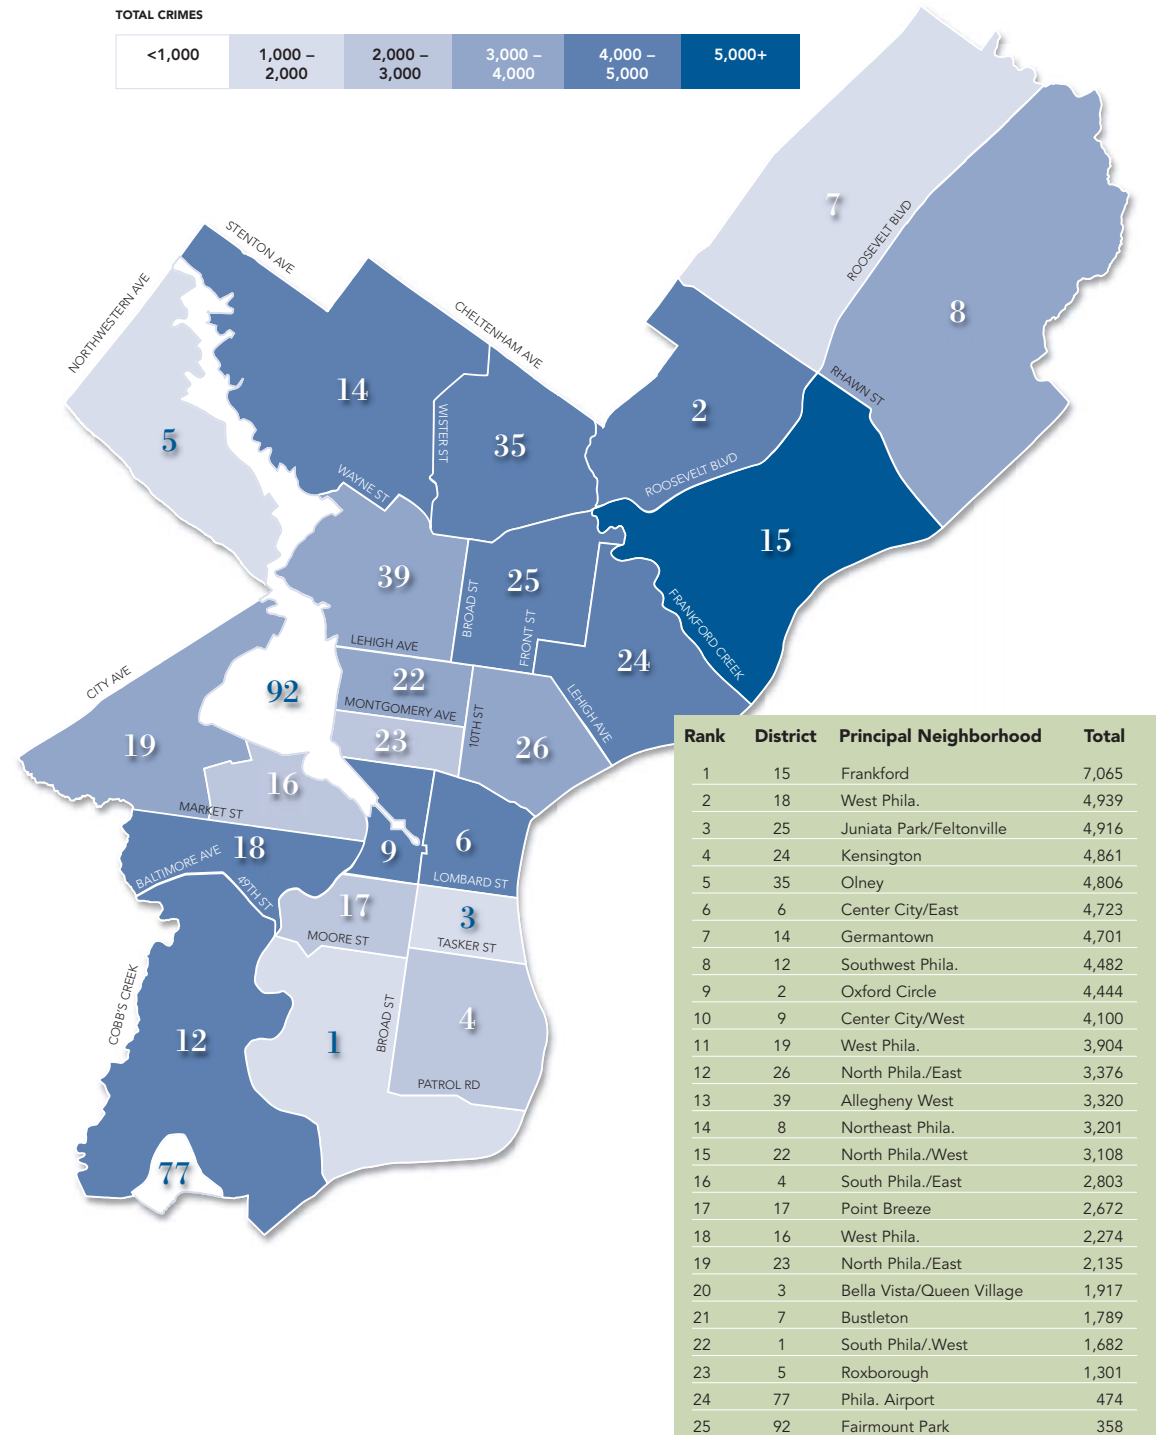 TOTAL CRIMES
<1,000 1,000 – 2,000 – 3,000 – 4,000 – 5,000+
2,000 3,000 4,000 5,000
7
ROOSEVELT BLVD
8
STENTON AVE
NORTHWESTERN AVE
CHELTENHAM AVE
RHAWN ST
14
2
5
WISTER ST
35
ROOSEVELT BLVD
WAYNE ST
15
39
25
BROAD ST
FRONT ST
FRANKFORD CREEK
LEHIGH AVE
24
CITY AVE
92
22
MONTGOMERY AVE
LEHIGH AVE
10TH ST
19
23
26
16
MARKET ST
18
9
6
BALTIMORE AVE
49TH ST
LOMBARD ST
17
3
MOORE ST
TASKER ST
COBB'S CREEK
12
1
BROAD ST
4
PATROL RD
77
Rank District Principal Neighborhood Total
1 15 Frankford 7,065
2 18 West Phila. 4,939
3 25 Juniata Park/Feltonville 4,916
4 24 Kensington 4,861
5 35 Olney 4,806
6 6 Center City/East 4,723
7 14 Germantown 4,701
8 12 Southwest Phila. 4,482
9 2 Oxford Circle 4,444
10 9 Center City/West 4,100
11 19 West Phila. 3,904
12 26 North Phila./East 3,376
13 39 Allegheny West 3,320
14 8 Northeast Phila. 3,201
15 22 North Phila./West 3,108
16 4 South Phila./East 2,803
17 17 Point Breeze 2,672
18 16 West Phila. 2,274
19 23 North Phila./East 2,135
20 3 Bella Vista/Queen Village 1,917
21 7 Bustleton 1,789
22 1 South Phila/.West 1,682
23 5 Roxborough 1,301
24 77 Phila. Airport 474
25 92 Fairmount Park 358